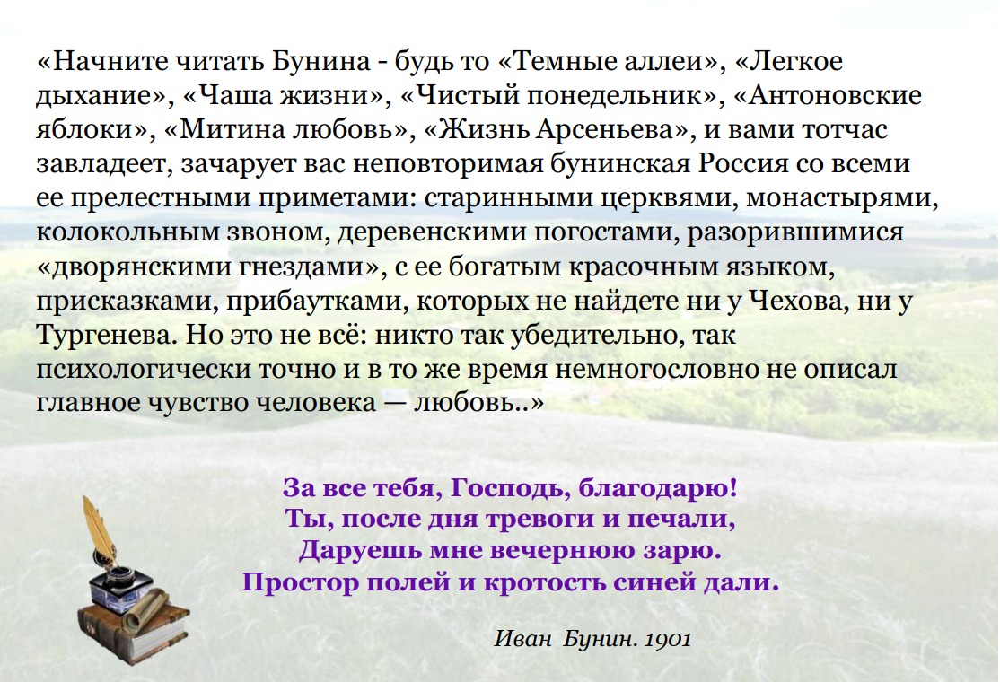 «Начните читать Бунина - будь то «Темные аллеи», «Легкое
дыхание», «Чаша жизни», «Чистый понедельник», «Антоновские
яблоки», «Митина любовь», «Жизнь Арсеньева», и вами тотчас
завладеет, зачарует вас неповторимая бунинская Россия со всеми
ее прелестными приметами: старинными церквями, монастырями,
колокольным звоном, деревенскими погостами, разорившимися
«дворянскими гнездами», с ее богатым красочным языком,
присказками, прибаутками, которых не найдете ни у Чехова, ни у
Тургенева. Но это не всё: никто так убедительно, так
психологически точно и в то же время немногословно не описал
главное чувство человека — любовь..»
За все тебя, Господь, благодарю!
Ты, после дня тревоги и печали,
Даруешь мне вечернюю зарю.
Простор полей и кротость синей дали.
Иван Бунин. 1901